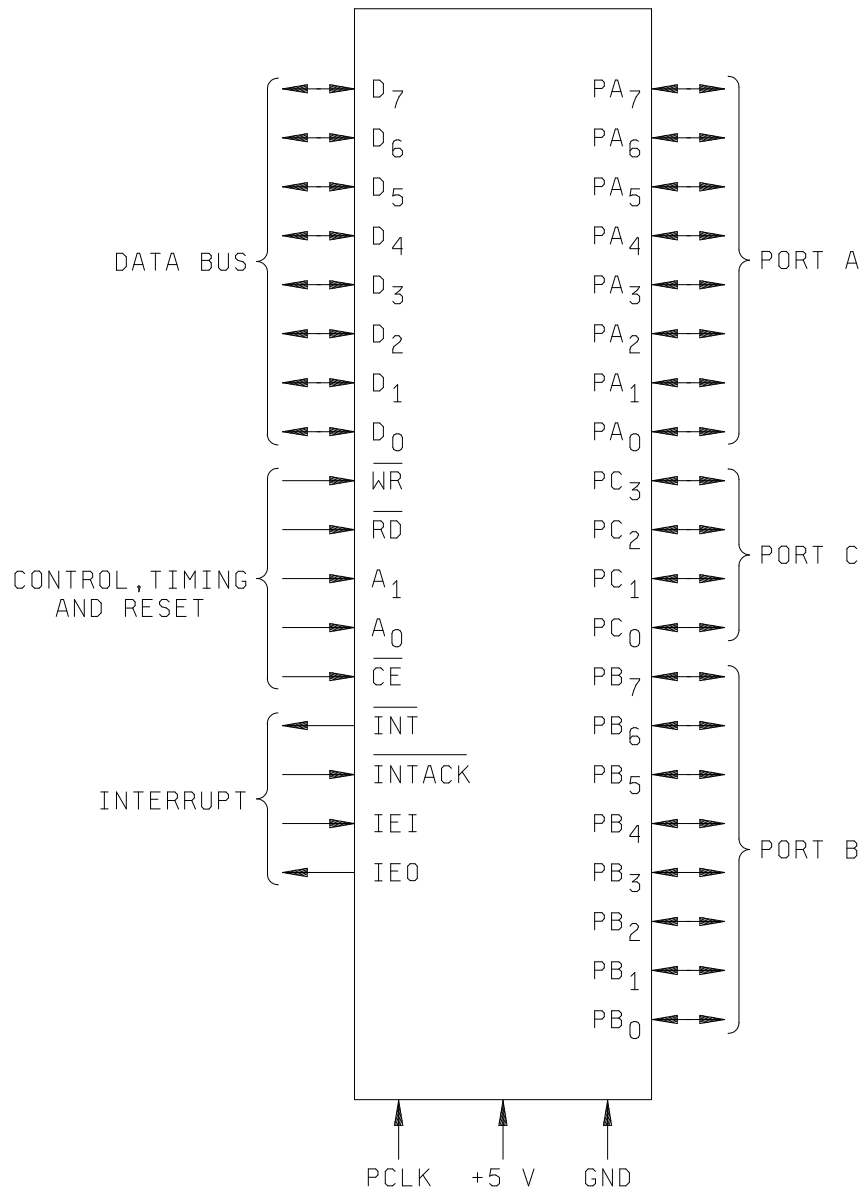 D7 PA7
D6 PA6
D5 PA5
D4 PA4
DATA BUS PORT A
D3 PA3
D2 PA2
D1 PA1
D0 PA0
WR PC3
RD PC2
PORT C
CONTROL,TIMING A1 PC1
AND RESET
A0 PC0
CE PB7
INT PB6
INTACK PB5
INTERRUPT
IEI PB4
PORT B
IEO PB3
PB2
PB1
PB0
PCLK +5 V GND